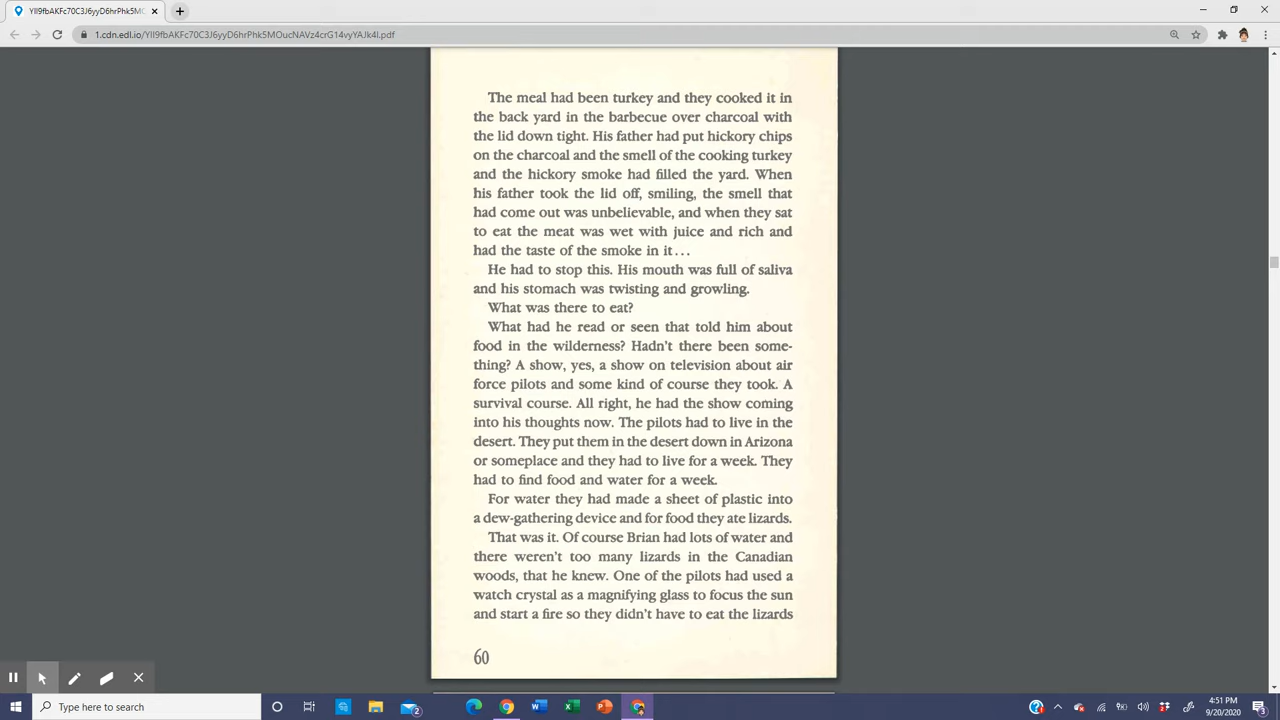 YII9fbAKFc70C3J6yyD6hrPhk5MC
1.cdn.edl.io/YII9fbAKFc70C3J6yyD6hrPhk5MOucNAVz4crG14vyYAJk4l.pdf
The meal had been turkey and they cooked it in
the back yard in the barbecue over charcoal with
the lid down tight. His father had put hickory chips
on the charcoal and the smell of the cooking turkey
and the hickory smoke had filled the yard. When
his father took the lid off, smiling, the smell that
had come out was unbelievable, and when they sat
to eat the meat was wet with juice and rich and
had the taste of the smoke in it...
He had to stop this. His mouth was full of saliva
and his stomach was twisting and growling.
What was there to eat?
What had he read or seen that told him about
food in the wilderness? Hadn't there been some-
thing? A show, yes, a show on television about air
force pilots and some kind of course they took. A
survival course. All right, he had the show coming
into his thoughts now. The pilots had to live in the
desert. They put them in the desert down in Arizona
or someplace and they had to live for a week. They
had to find food and water for a week.
For water they had made a sheet of plastic into
a dew-gathering device and for food they ate lizards.
That was it. Of course Brian had lots of water and
there weren't too many lizards in the Canadian
woods, that he knew. One of the pilots had used a
watch crystal as a magnifying glass to focus the sun
and start a fire so they didn't have to eat the lizards
60
Type here to search
4:51 PM
9/20/2020